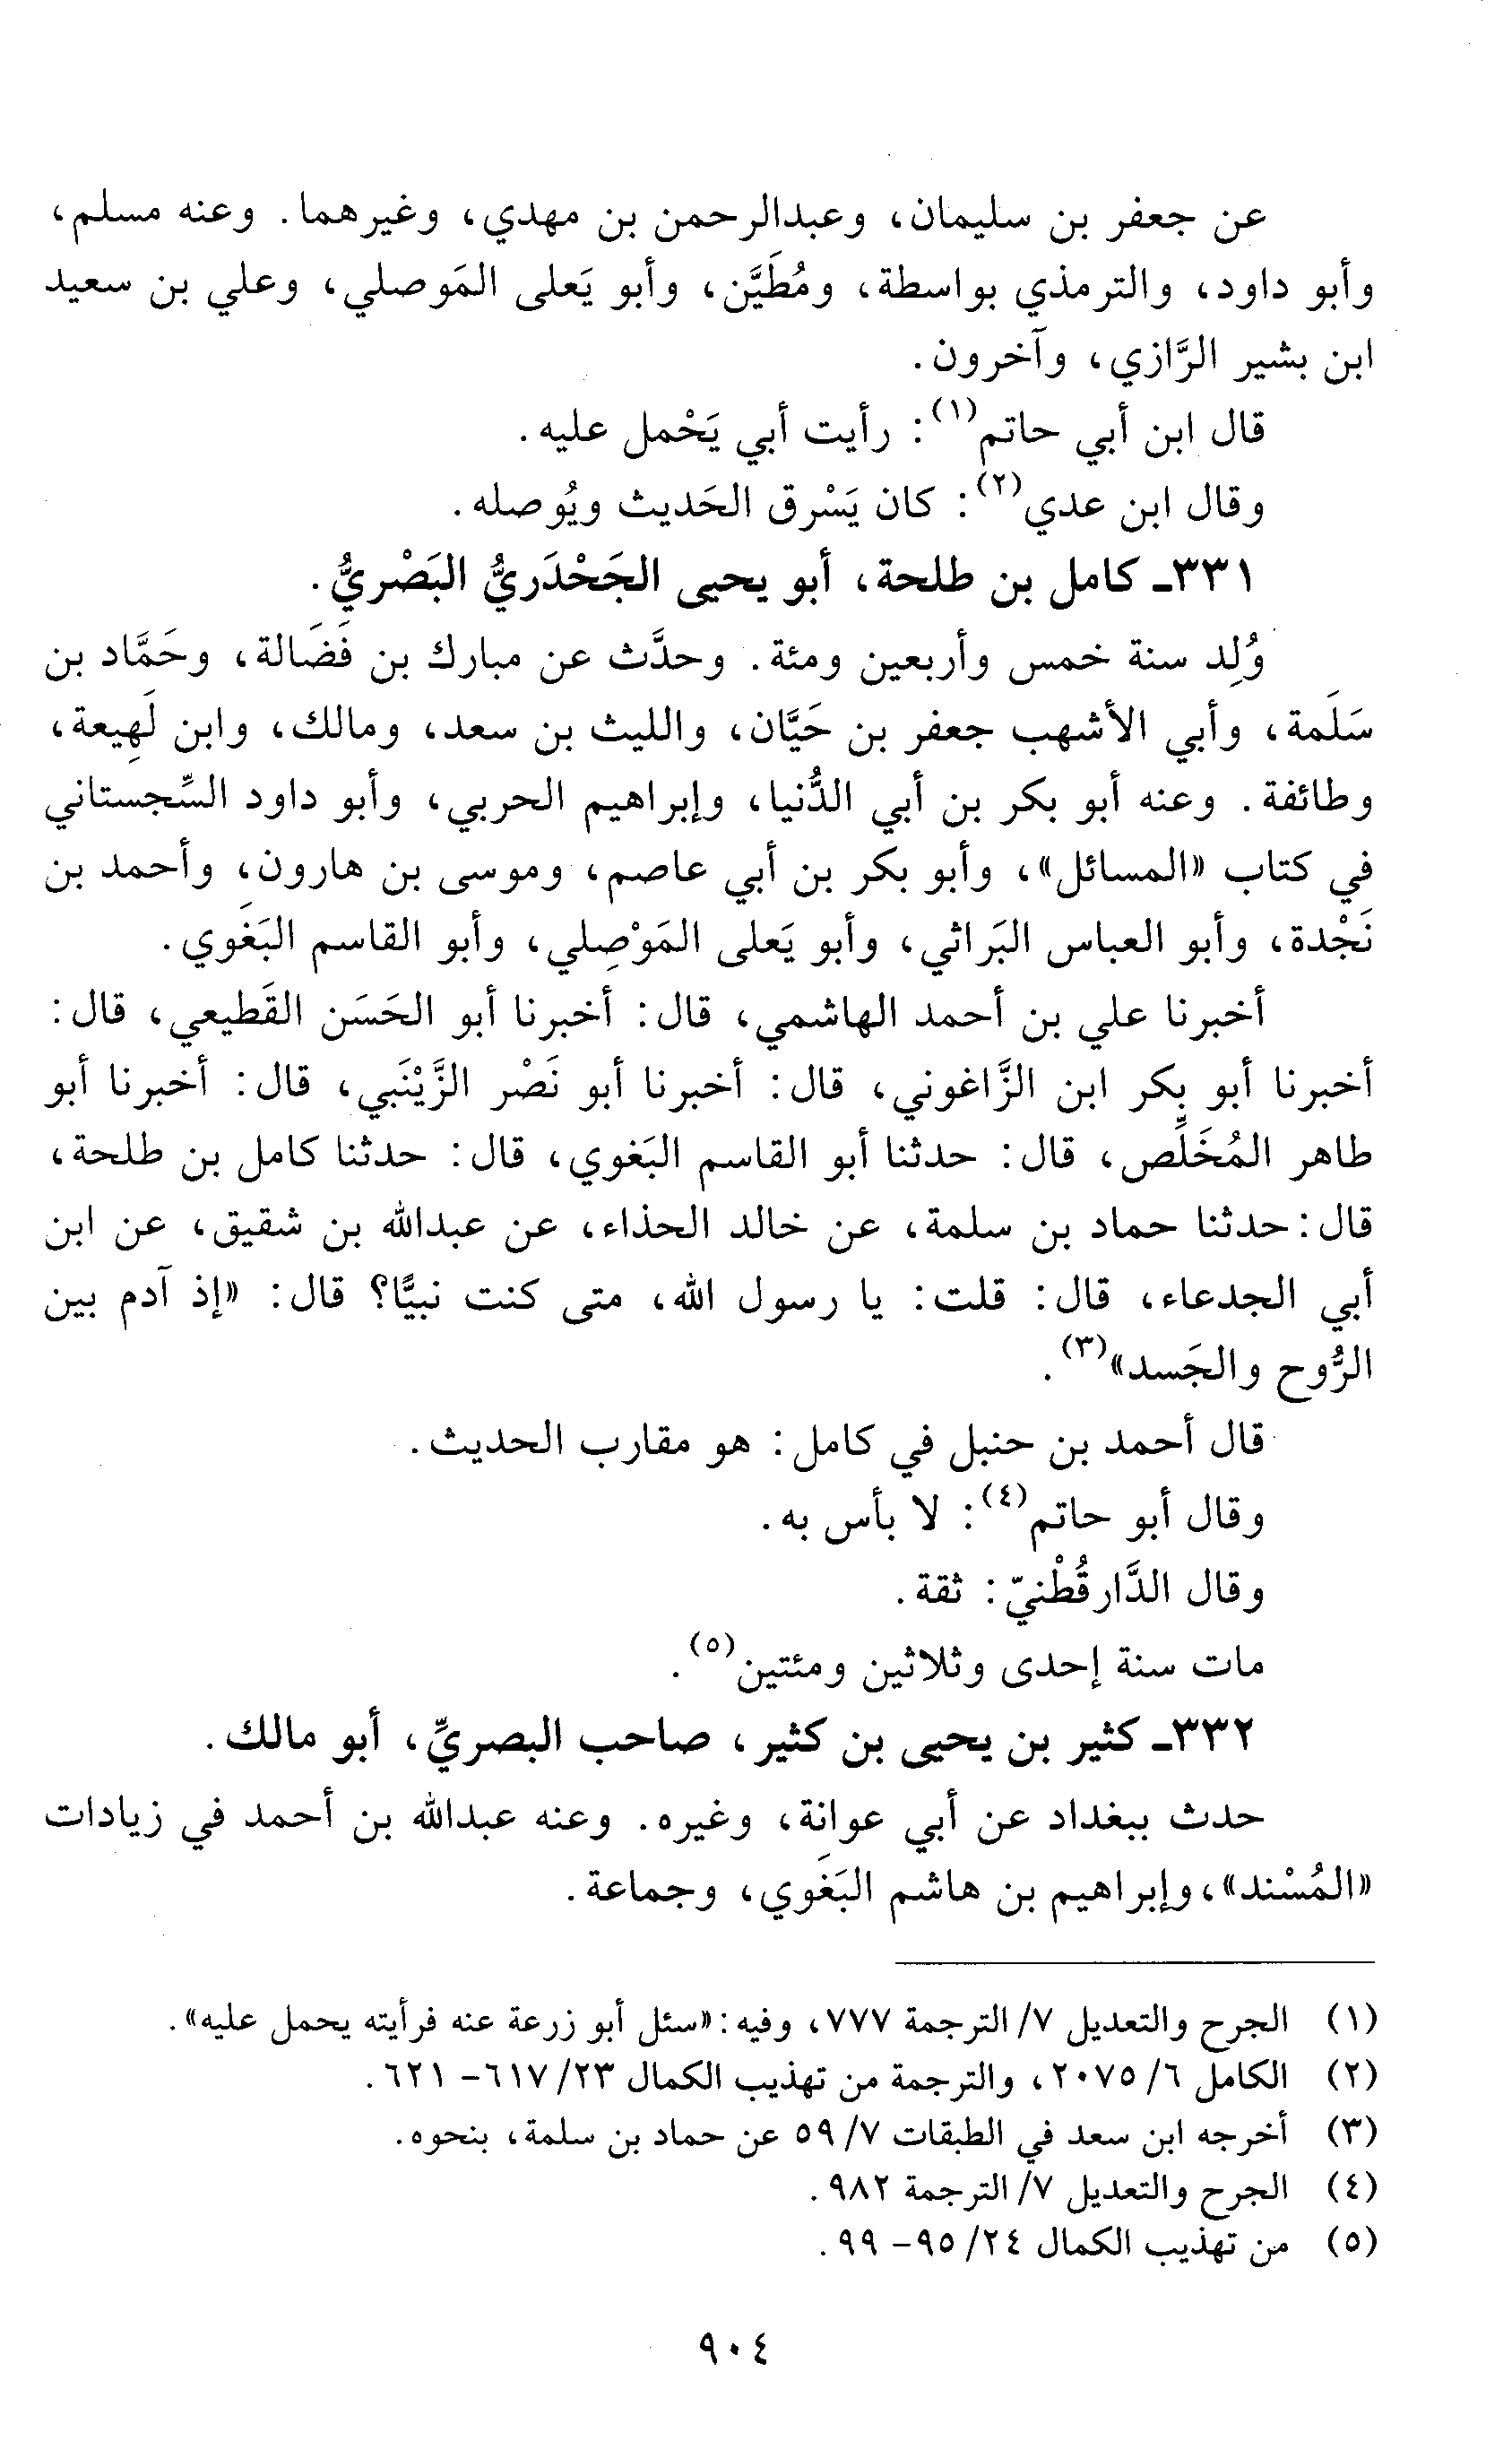 عن جعفر بن سليمان، وعبدالرحمن بن مهدي، وغيرهما. وعنه مسلم،
وأبو داود، والترمذي بواسطة، ومُطَيَّن، وأبو يَعلى المَوصلي، وعلي بن سعيد
ابن بشير الرَّازي، وآخرون.
قال ابن أبي حاتم(١): رأيت أبي يَحْمل عليه.
وقال ابن عدي(٢): كان يَسْرق الحَديث ويُوصله.
٣٣١ـ كامل بن طلحة، أبو يحيى الجَحْدَريُّ البَصْريُّ.
وُلِد سنة خمس وأربعين ومئة. وحدَّث عن مبارك بن فَضَالة، وحَمَّاد بن
سَلَمة، وأبي الأشهب جعفر بن حَيَّان، والليث بن سعد، ومالك، وابن لَهِيعة،
وطائفة. وعنه أبو بكر بن أبي الدُّنيا، وإبراهيم الحربي، وأبو داود السِّجستاني
في كتاب «المسائل»، وأبو بكر بن أبي عاصم، وموسى بن هارون، وأحمد بن
نَجْدة، وأبو العباس البَراثي، وأبو يَعلى المَوْصِلي، وأبو القاسم البَغَوي.
أخبرنا علي بن أحمد الهاشمي، قال: أخبرنا أبو الحَسَن القَطيعي، قال:
أخبرنا أبو بكر ابن الزَّاغوني، قال: أخبرنا أبو نَصْر الزَّيْنَبي، قال: أخبرنا أبو
طاهر المُخَلِّص، قال: حدثنا أبو القاسم البَغوي، قال: حدثنا كامل بن طلحة،
قال: حدثنا حماد بن سلمة، عن خالد الحذاء، عن عبدالله بن شقيق، عن ابن
أبي الجدعاء، قال: قلت: يا رسول الله، متى كنت نبيًّا؟ قال: «إذ آدم بين
الرُّوح والجَسد»(٣).
قال أحمد بن حنبل في كامل: هو مقارب الحديث.
وقال أبو حاتم(٤): لا بأس به.
وقال الدَّارقُطْنيّ: ثقة.
مات سنة إحدى وثلاثين ومئتين(٥).
٣٣٢ـ كثير بن يحيى بن كثير، صاحب البصريِّ، أبو مالك.
حدث ببغداد عن أبي عوانة، وغيره. وعنه عبدالله بن أحمد في زيادات
«المُسْند»، وإبراهيم بن هاشم البَغَوي، وجماعة.
(١) الجرح والتعديل ٧/ الترجمة ٧٧٧، وفيه: «سئل أبو زرعة عنه فرأيته يحمل عليه».
(٢) الكامل ٦/ ٢٠٧٥، والترجمة من تهذيب الكمال ٢٣/ ٦١٧- ٦٢١.
(٣) أخرجه ابن سعد في الطبقات ٧/ ٥٩ عن حماد بن سلمة، بنحوه.
(٤) الجرح والتعديل ٧/ الترجمة ٩٨٢.
(٥) من تهذيب الكمال ٢٤/ ٩٥- ٩٩.
٩٠٤